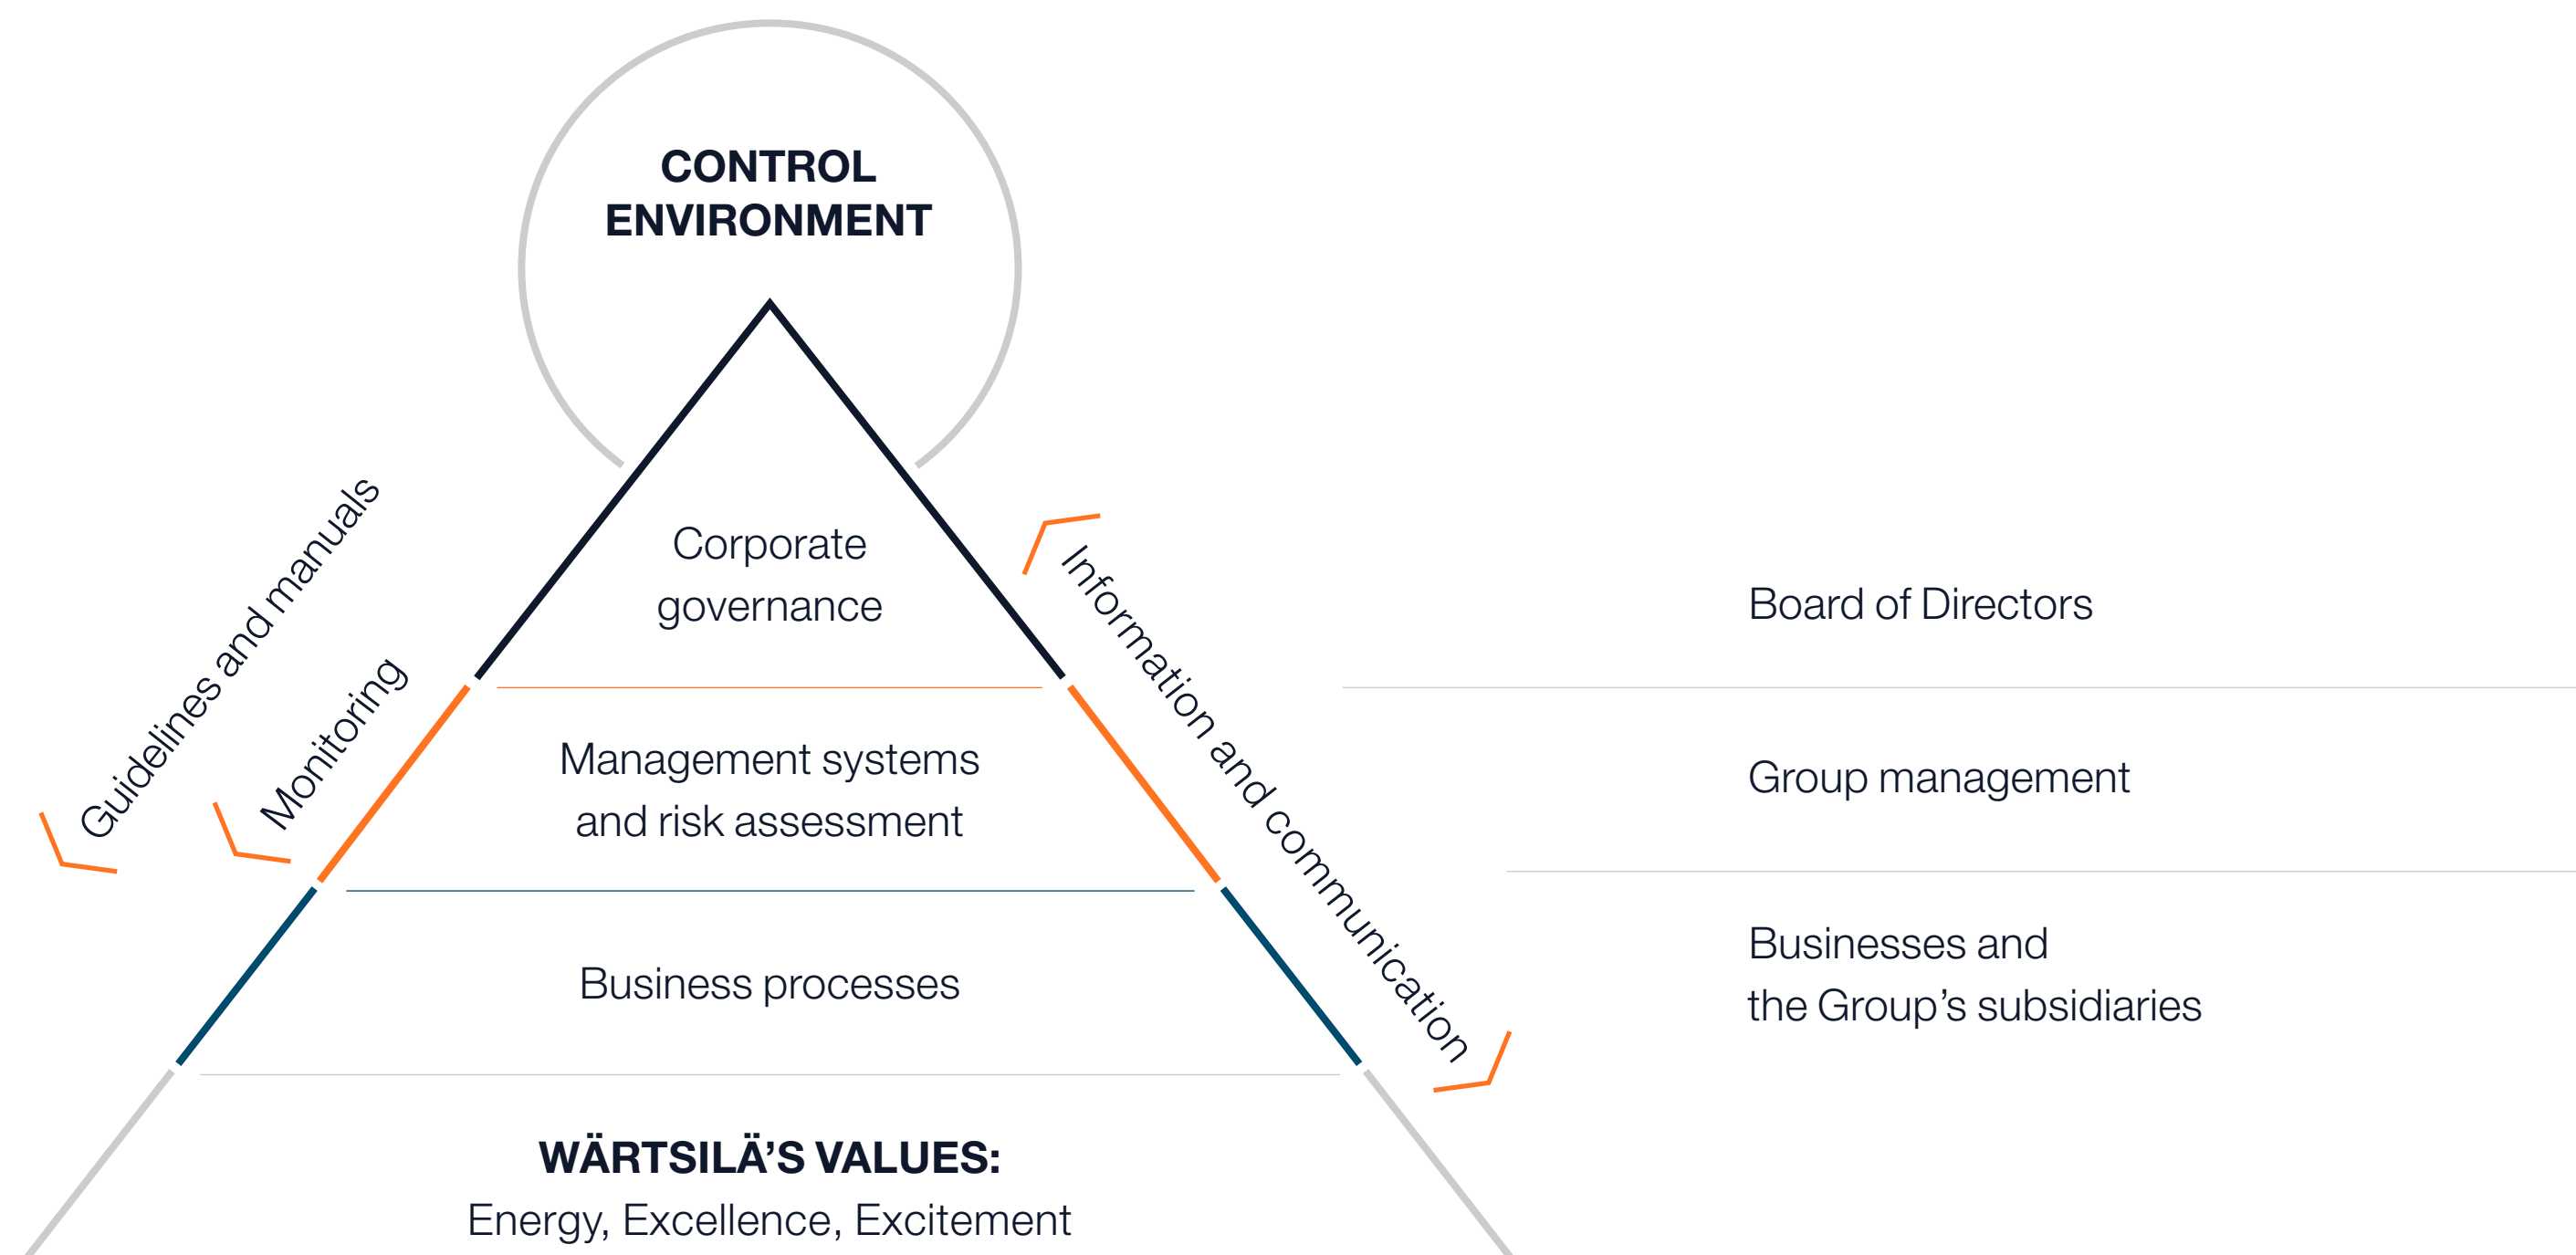 CONTROL
ENVIRONMENT
Corporate
governance
Guidelines and manuals
Monitoring
Information and communication
Board of Directors
Management systems
and risk assessment
Group management
Business processes
Businesses and
the Group’s subsidiaries
WÄRTSILÄ’S VALUES:
Energy, Excellence, Excitement